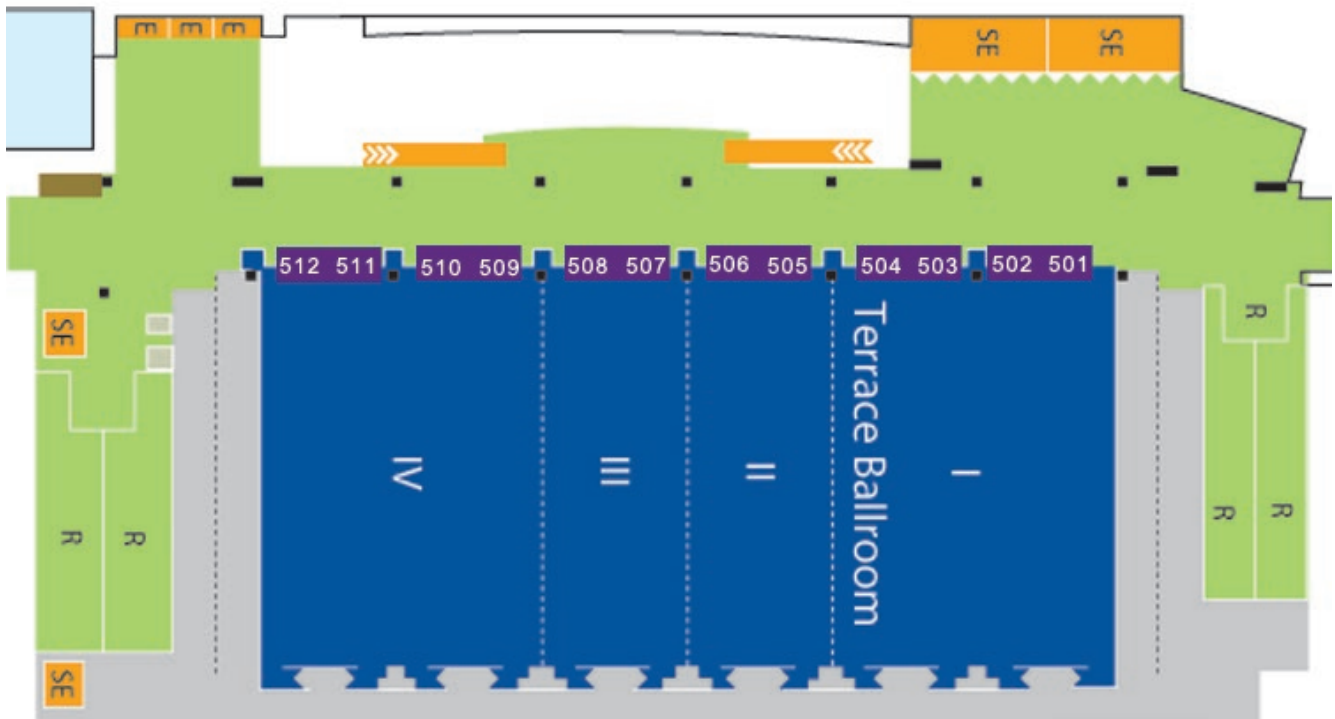 E E E
SE SE
512 511 510 509 508 507 506 505 504 503 502 501
SE
R
Terrace Ballroom
IV III II I
R R
R R
SE